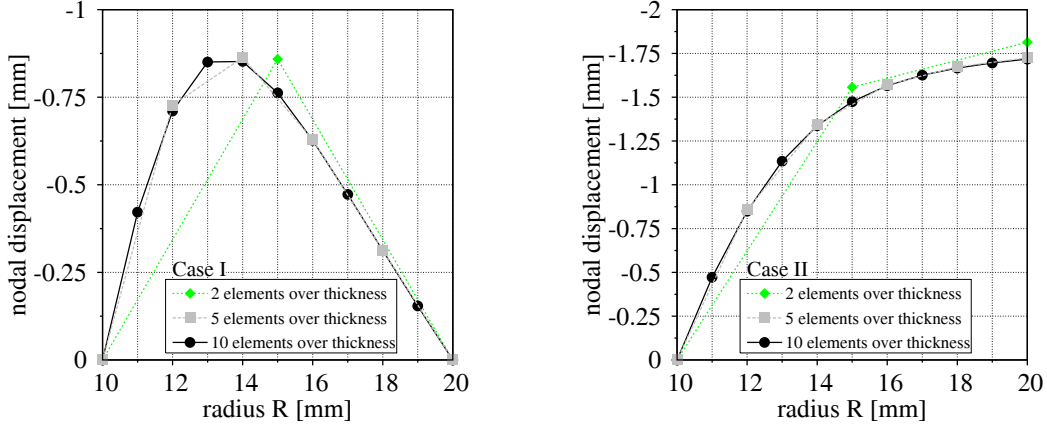 -1
-0.75
-0.5
-0.25
0
nodal displacement [mm]
Case I
2 elements over thickness
5 elements over thickness
10 elements over thickness
10 12 14 16 18 20
radius R [mm]
-2
-1.75
-1.5
-1.25
-1
-0.75
-0.5
-0.25
0
nodal displacement [mm]
Case II
2 elements over thickness
5 elements over thickness
10 elements over thickness
10 12 14 16 18 20
radius R [mm]